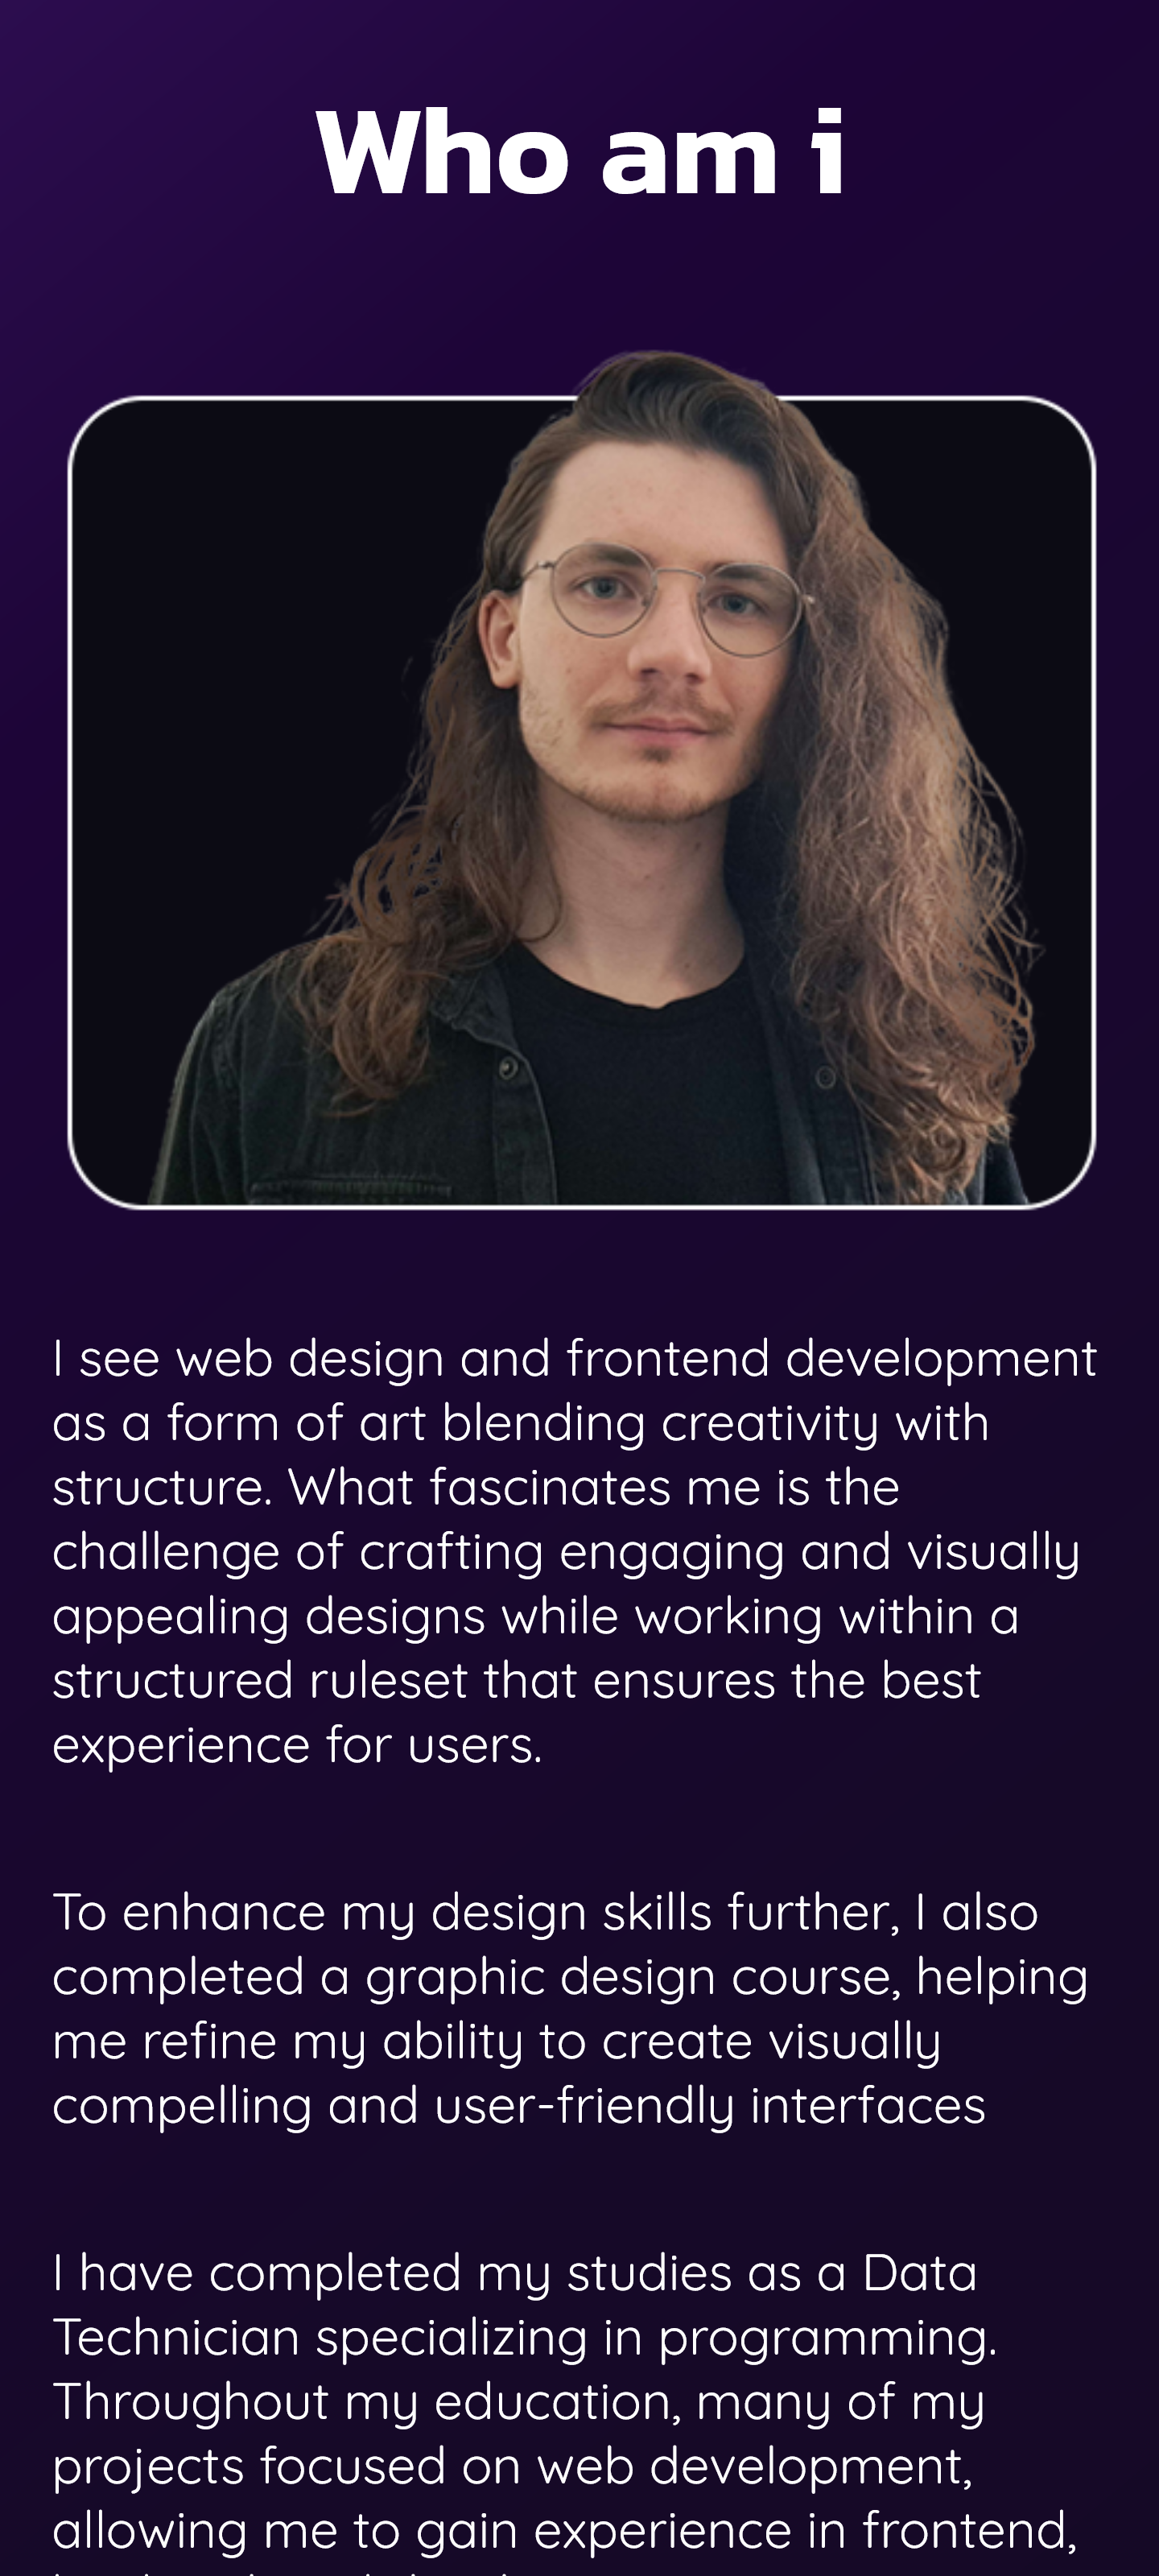 Who am i
I see web design and frontend development
as a form of art blending creativity with
structure. What fascinates me is the
challenge of crafting engaging and visually
appealing designs while working within a
structured ruleset that ensures the best
experience for users.
To enhance my design skills further, I also
completed a graphic design course, helping
me refine my ability to create visually
compelling and user-friendly interfaces
I have completed my studies as a Data
Technician specializing in programming.
Throughout my education, many of my
projects focused on web development,
allowing me to gain experience in frontend,